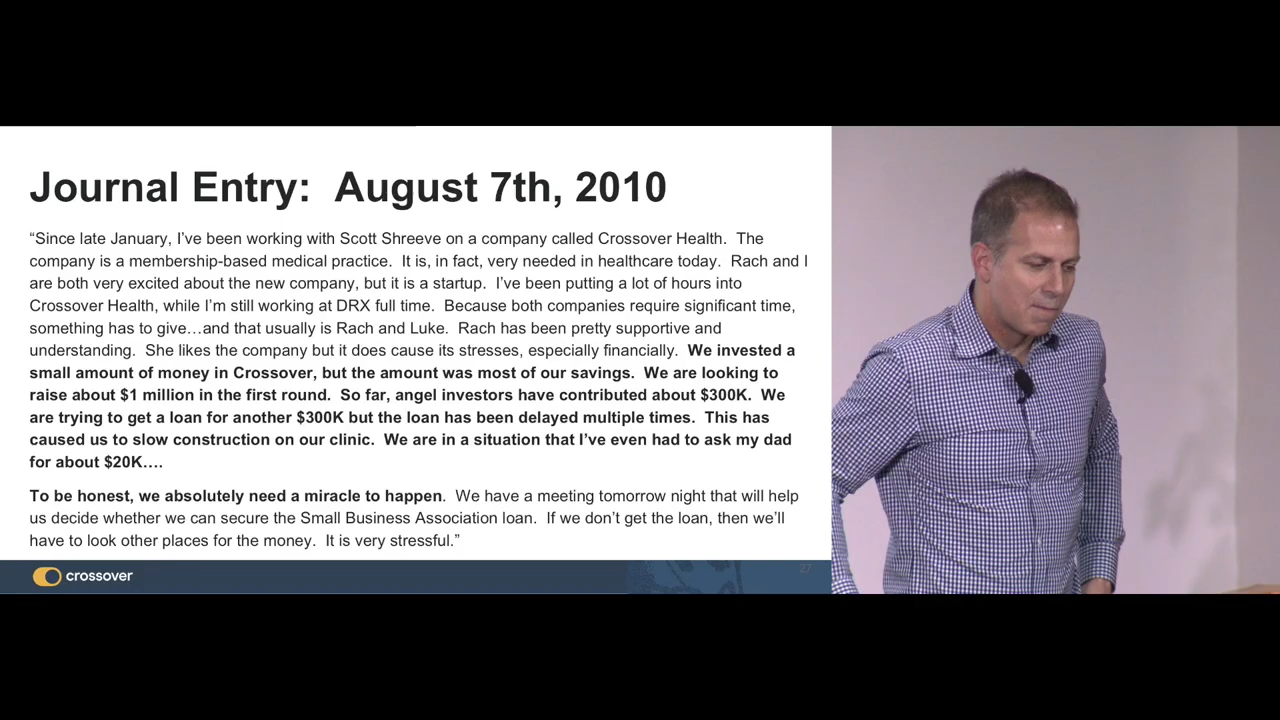 Journal Entry:  August 7th, 2010
“Since late January, I’ve been working with Scott Shreeve on a company called Crossover Health.  The
company is a membership-based medical practice.  It is, in fact, very needed in healthcare today.  Rach and I
are both very excited about the new company, but it is a startup.  I’ve been putting a lot of hours into
Crossover Health, while I’m still working at DRX full time.  Because both companies require significant time,
something has to give…and that usually is Rach and Luke.  Rach has been pretty supportive and
understanding.  She likes the company but it does cause its stresses, especially financially.  We invested a
small amount of money in Crossover, but the amount was most of our savings.  We are looking to
raise about $1 million in the first round.  So far, angel investors have contributed about $300K.  We
are trying to get a loan for another $300K but the loan has been delayed multiple times.  This has
caused us to slow construction on our clinic.  We are in a situation that I’ve even had to ask my dad
for about $20K….
To be honest, we absolutely need a miracle to happen.  We have a meeting tomorrow night that will help
us decide whether we can secure the Small Business Association loan.  If we don’t get the loan, then we’ll
have to look other places for the money.  It is very stressful.”
crossover
27